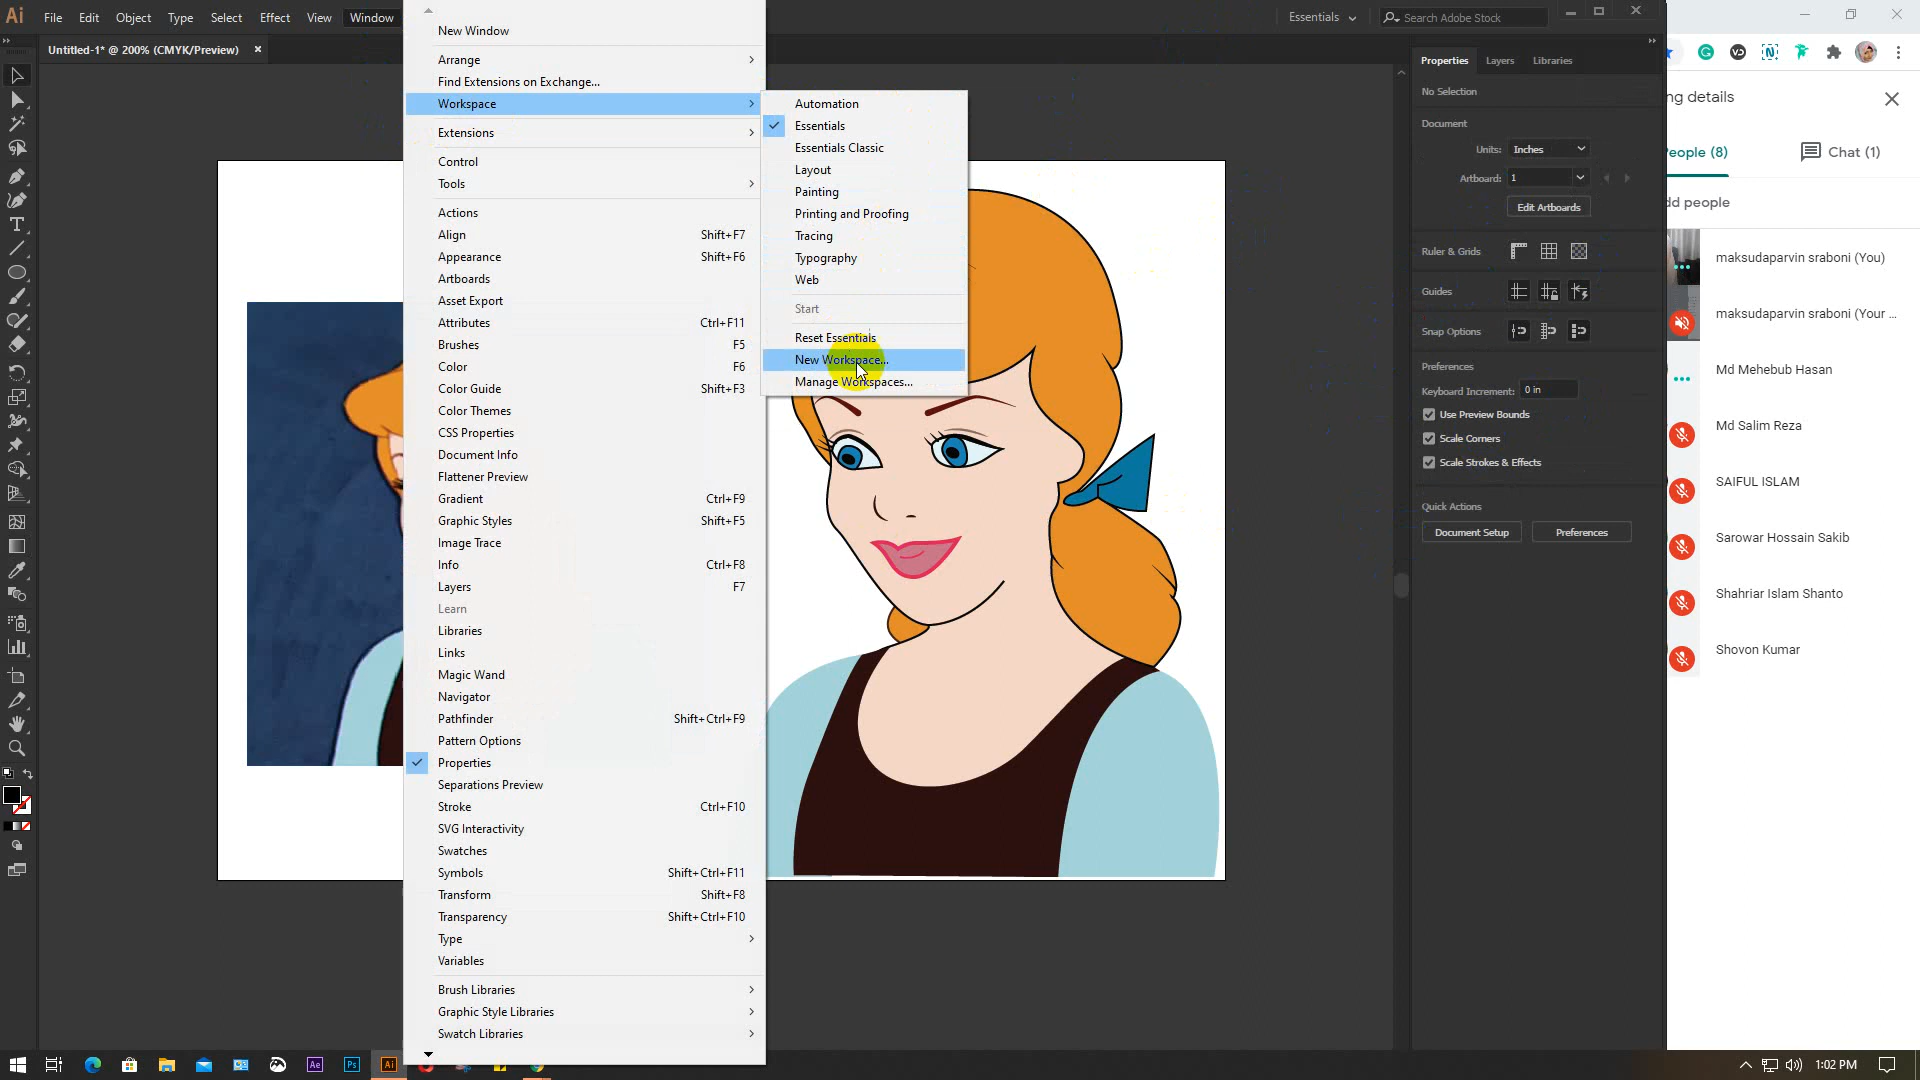 Ai File Edit Object Type Select Effect View Window
Essentials
Search Adobe Stock
Untitled-1* @ 200% (CMYK/Preview) ×
New Window
Arrange
Find Extensions on Exchange...
Workspace
Extensions
Control
Tools
Actions
Align Shift+F7
Appearance Shift+F6
Artboards
Asset Export
Attributes Ctrl+F11
Brushes F5
Color F6
Color Guide Shift+F3
Color Themes
CSS Properties
Document Info
Flattener Preview
Gradient Ctrl+F9
Graphic Styles Shift+F5
Image Trace
Info Ctrl+F8
Layers F7
Learn
Libraries
Links
Magic Wand
Navigator
Pathfinder Shift+Ctrl+F9
Pattern Options
Properties
Separations Preview
Stroke Ctrl+F10
SVG Interactivity
Swatches
Symbols Shift+Ctrl+F11
Transform Shift+F8
Transparency Shift+Ctrl+F10
Type
Variables
Brush Libraries
Graphic Style Libraries
Swatch Libraries
Automation
Essentials
Essentials Classic
Layout
Painting
Printing and Proofing
Tracing
Typography
Web
Start
Reset Essentials
New Workspace...
Manage Workspaces...
Properties Layers Libraries
No Selection
Document
Units: Inches
Artboard: 1
Edit Artboards
Ruler & Grids
Guides
Snap Options
Preferences
Keyboard Increment: 0 in
Use Preview Bounds
Scale Corners
Scale Strokes & Effects
Quick Actions
Document Setup Preferences
ng details
eople (8) Chat (1)
dd people
maksudaparvin sraboni (You)
maksudaparvin sraboni (Your ...
Md Mehebub Hasan
Md Salim Reza
SAIFUL ISLAM
Sarowar Hossain Sakib
Shahriar Islam Shanto
Shovon Kumar
Ae Ps Ai
1:02 PM